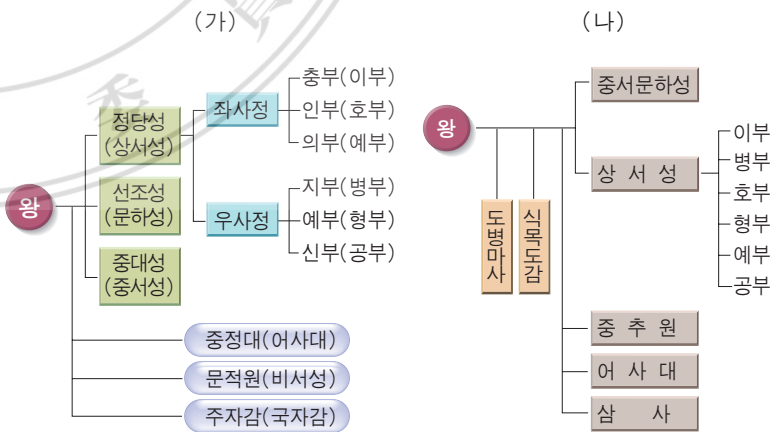 (가)
왕
정당성
(상서성)
선조성
(문하성)
중대성
(중서성)
좌사정
우사정
충부(이부)
인부(호부)
의부(예부)
지부(병부)
예부(형부)
신부(공부)
중정대(어사대)
문적원(비서성)
주자감(국자감)
(나)
왕
도병마사
식목도감
중서문하성
상 서 성
이부
병부
호부
형부
예부
공부
중 추 원
어 사 대
삼 사